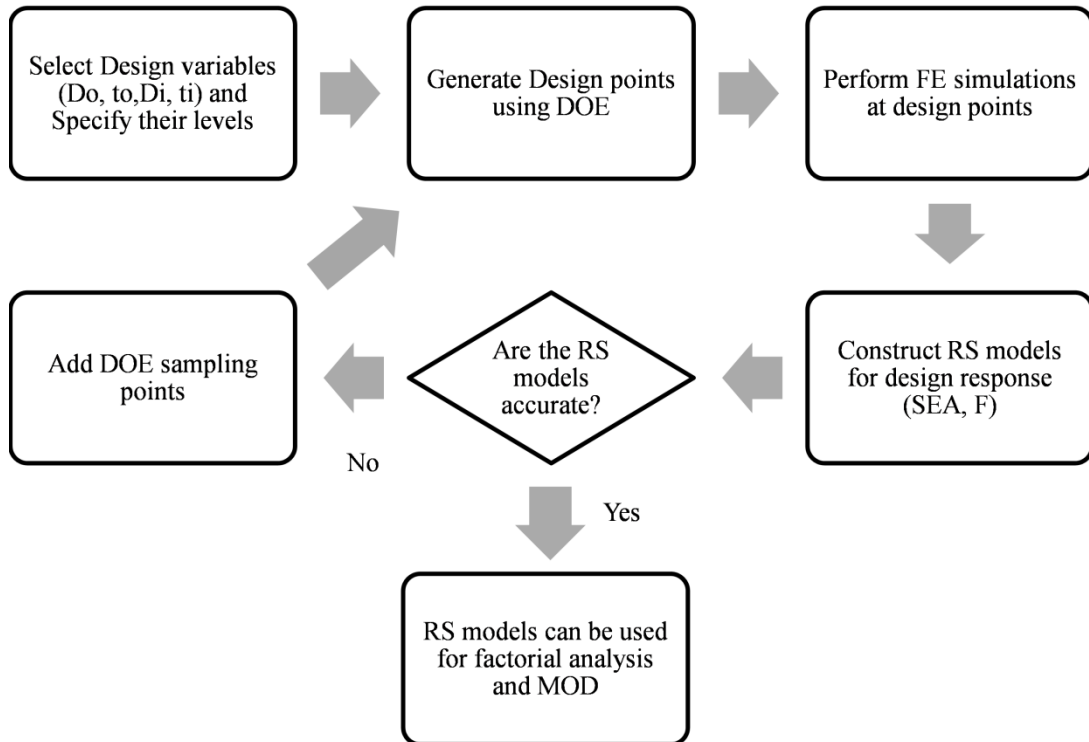 Select Design variables
(Do, to,Di, ti) and
Specify their levels
Generate Design points
using DOE
Perform FE simulations
at design points
Construct RS models
for design response
(SEA, F)
Are the RS
models
accurate?
Add DOE sampling
points
No
Yes
RS models can be used
for factorial analysis
and MOD